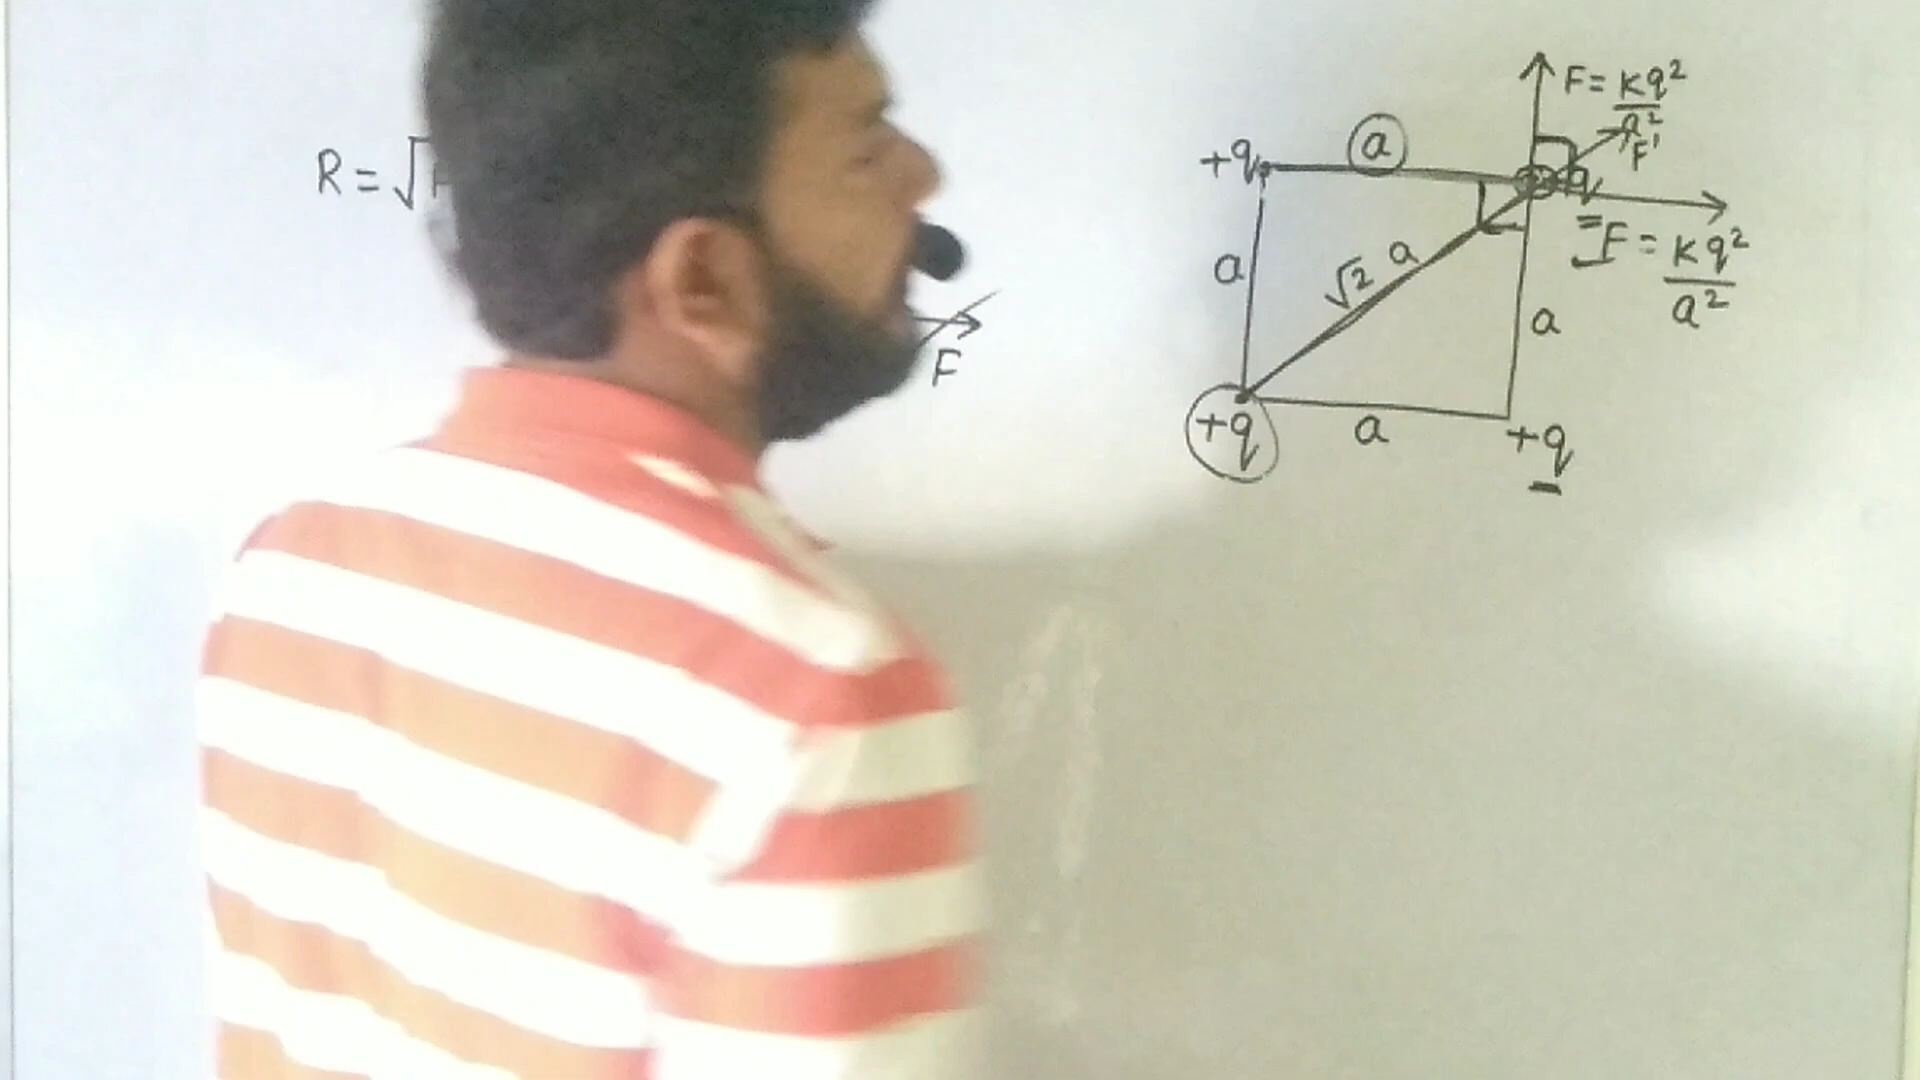 R = √F
F
F = Kq²
a²
F'
+q
a
q
F = Kq²
a²
a
√2 a
a
+q
a
+q